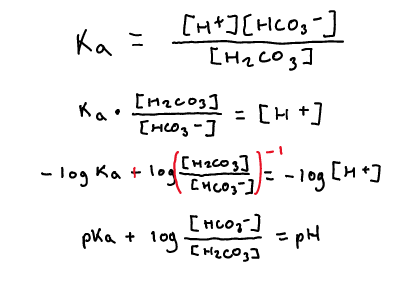 Ka = [H+][HCO3-] / [H2CO3]
Ka · [H2CO3] / [HCO3-] = [H+]
-log Ka + log([H2CO3] / [HCO3-])^-1 = -log [H+]
pKa + log [HCO3-] / [H2CO3] = pH